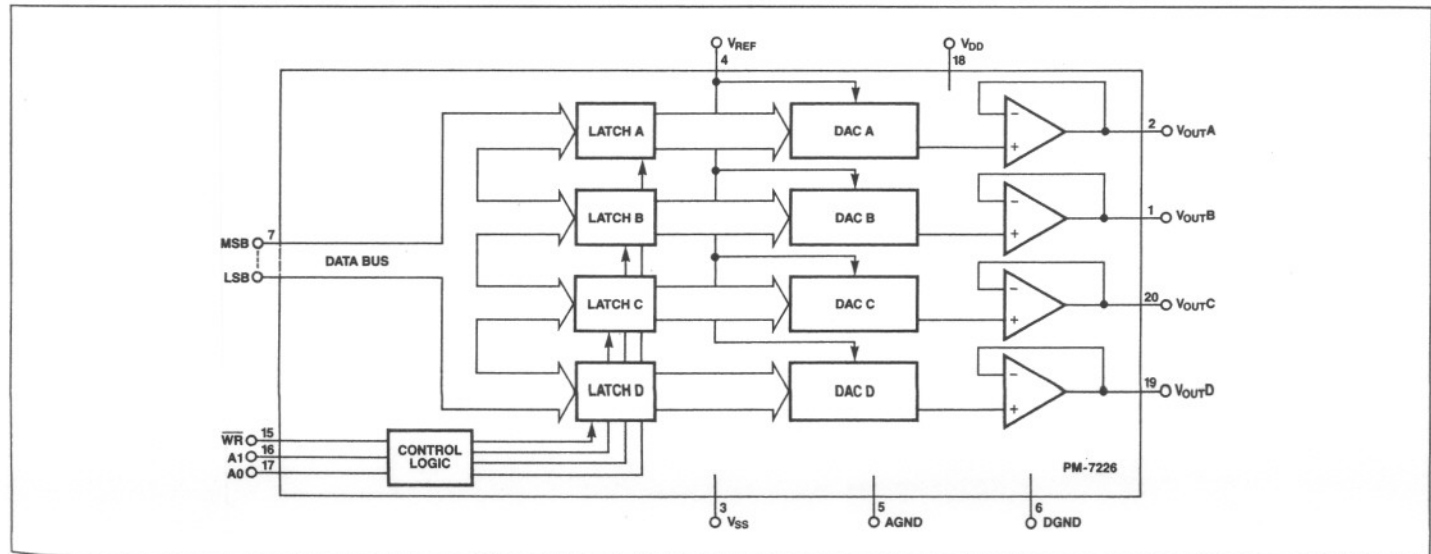 VREF
4
VDD
18
LATCH A
DAC A
−
+
2
VOUTA
LATCH B
DAC B
−
+
1
VOUTB
MSB
7
DATA BUS
LSB
LATCH C
DAC C
−
+
20
VOUTC
LATCH D
DAC D
−
+
19
VOUTD
WR
15
A1
16
A0
17
CONTROL
LOGIC
PM-7226
3
VSS
5
AGND
6
DGND